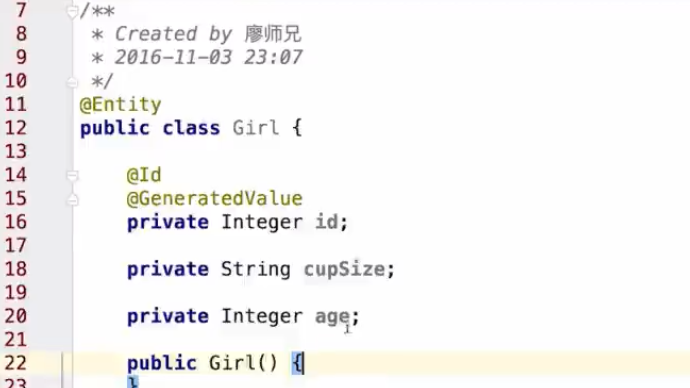 7 /**
8 * Created by 廖师兄
9 * 2016-11-03 23:07
10 */
11 @Entity
12 public class Girl {
13
14 @Id
15 @GeneratedValue
16 private Integer id;
17
18 private String cupSize;
19
20 private Integer age;
21
22 public Girl() {
23 }